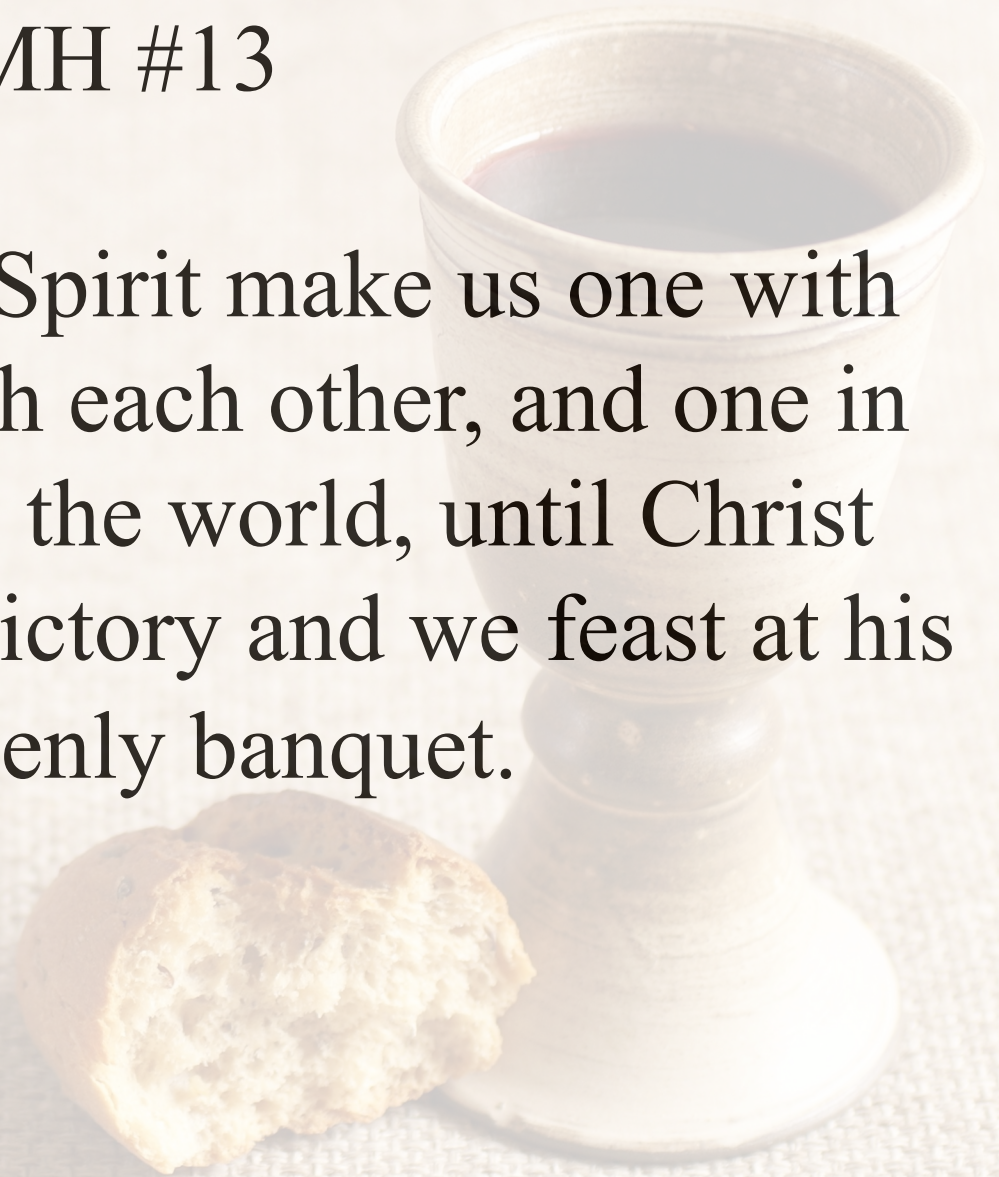 MH #13
Spirit make us one with
h each other, and one in
the world, until Christ
ictory and we feast at his
enly banquet.